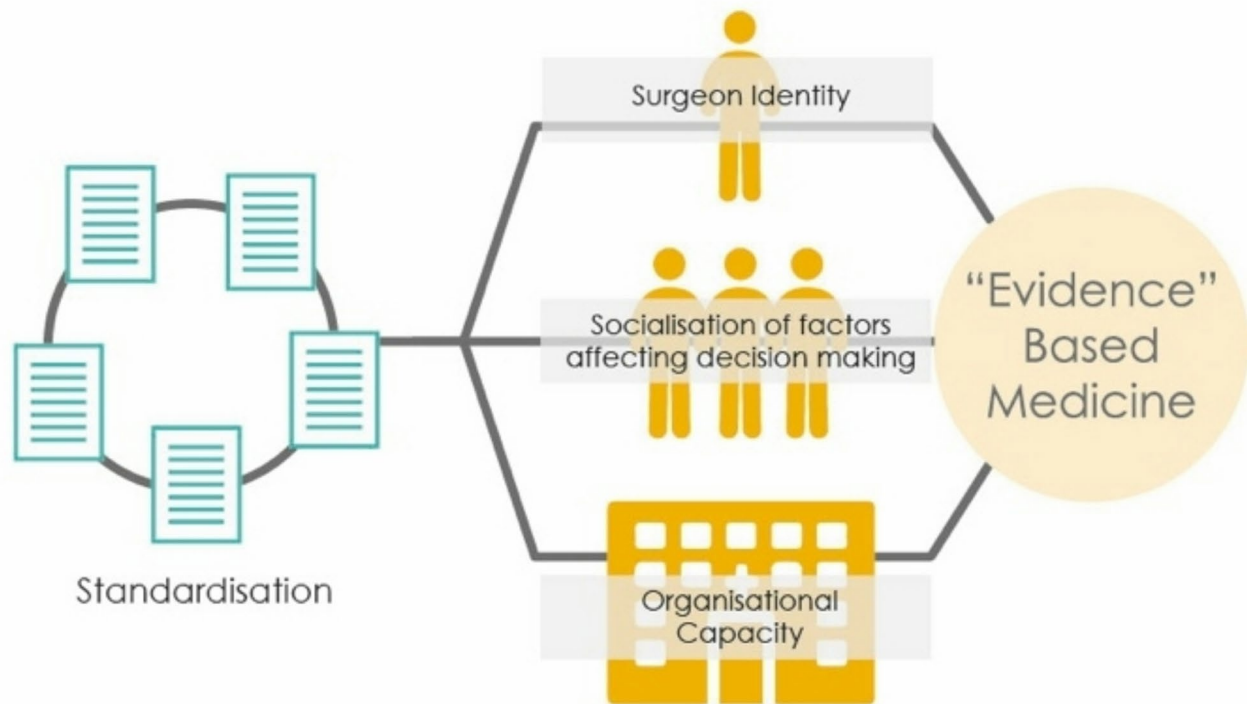 Standardisation
Surgeon Identity
Socialisation of factors
affecting decision making
Organisational
Capacity
“Evidence”
Based
Medicine